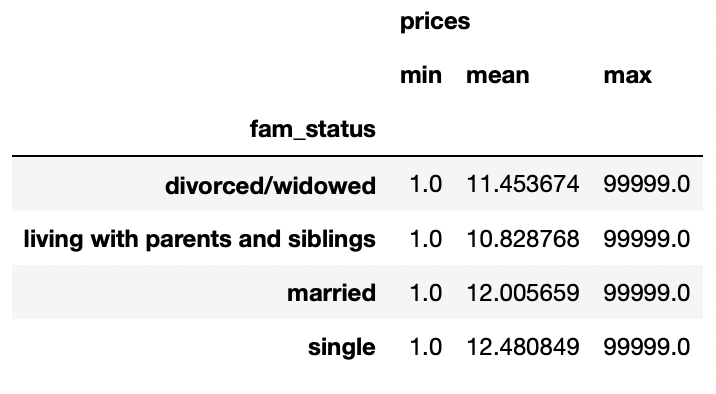 prices
min mean max
fam_status
divorced/widowed 1.0 11.453674 99999.0
living with parents and siblings 1.0 10.828768 99999.0
married 1.0 12.005659 99999.0
single 1.0 12.480849 99999.0